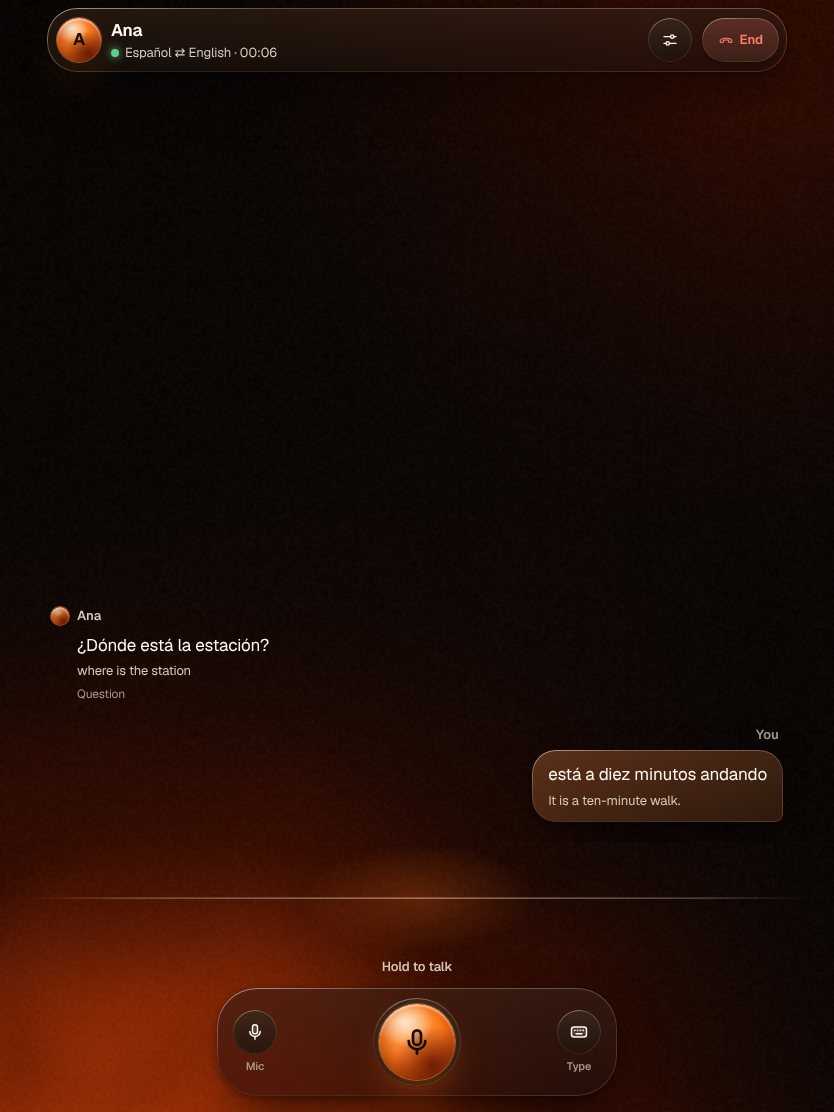 A
Ana
Español ⇄ English · 00:06
End
Ana
¿Dónde está la estación?
where is the station
Question
You
está a diez minutos andando
It is a ten-minute walk.
Hold to talk
Mic
Type